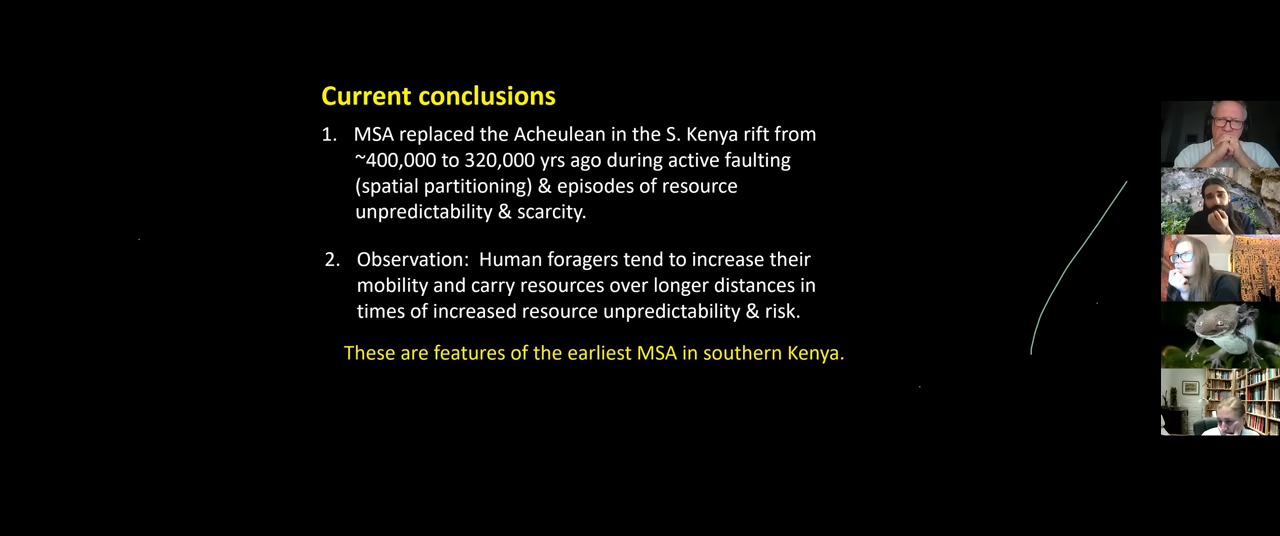 Current conclusions
1. MSA replaced the Acheulean in the S. Kenya rift from
~400,000 to 320,000 yrs ago during active faulting
(spatial partitioning) & episodes of resource
unpredictability & scarcity.
2. Observation: Human foragers tend to increase their
mobility and carry resources over longer distances in
times of increased resource unpredictability & risk.
These are features of the earliest MSA in southern Kenya.